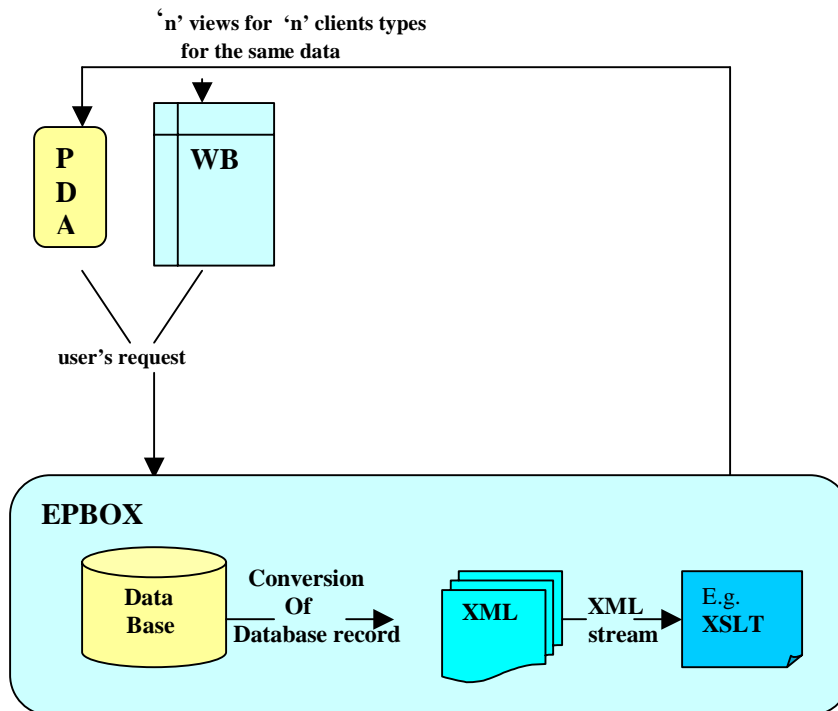 ‘n’ views for ‘n’ clients types
for the same data
P
D
A
WB
user’s request
EPBOX
Data
Base
Conversion
Of
Database record
XML
XML
stream
E.g.
XSLT